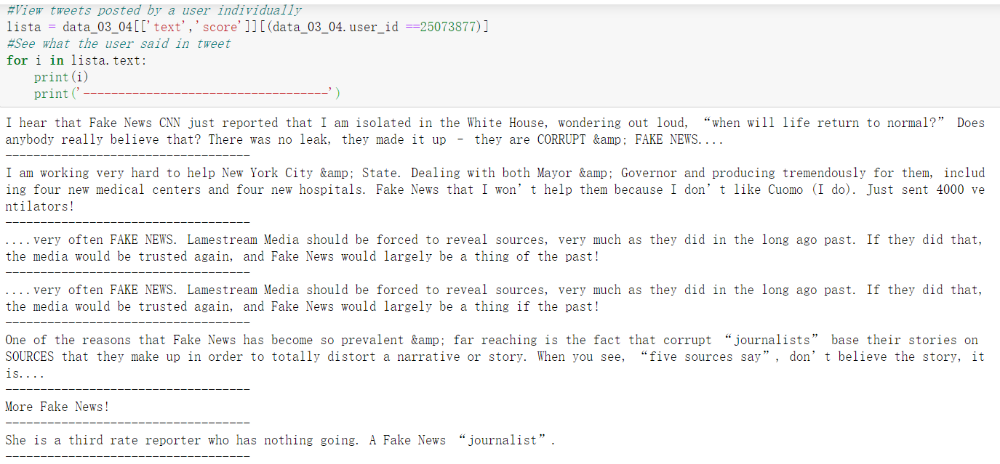 #View tweets posted by a user individually
lista = data_03_04[['text','score']][(data_03_04.user_id ==25073877)]
#See what the user said in tweet
for i in lista.text:
    print(i)
    print('-----------------------------------')
I hear that Fake News CNN just reported that I am isolated in the White House, wondering out loud, “when will life return to normal?” Does
anybody really believe that? There was no leak, they made it up – they are CORRUPT &amp; FAKE NEWS....
-----------------------------------
I am working very hard to help New York City &amp; State. Dealing with both Mayor &amp; Governor and producing tremendously for them, includ
ing four new medical centers and four new hospitals. Fake News that I won’t help them because I don’t like Cuomo (I do). Just sent 4000 ve
ntilators!
-----------------------------------
....very often FAKE NEWS. Lamestream Media should be forced to reveal sources, very much as they did in the long ago past. If they did that,
the media would be trusted again, and Fake News would largely be a thing of the past!
-----------------------------------
....very often FAKE NEWS. Lamestream Media should be forced to reveal sources, very much as they did in the long ago past. If they did that,
the media would be trusted again, and Fake News would largely be a thing if the past!
-----------------------------------
One of the reasons that Fake News has become so prevalent &amp; far reaching is the fact that corrupt “journalists” base their stories on
SOURCES that they make up in order to totally distort a narrative or story. When you see, “five sources say”, don’t believe the story, it
is....
-----------------------------------
More Fake News!
-----------------------------------
She is a third rate reporter who has nothing going. A Fake News “journalist”.
-----------------------------------